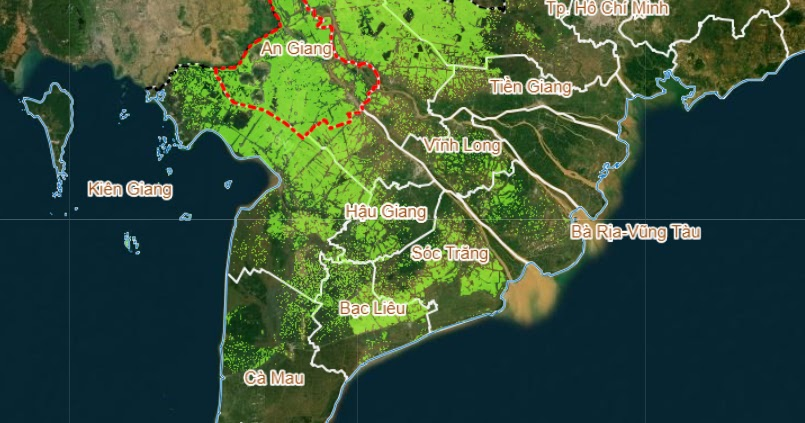 Tp. Hồ Chí Minh
An Giang
Tiền Giang
Vĩnh Long
Kiên Giang
Hậu Giang
Bà Rịa-Vũng Tàu
Sóc Trăng
Bạc Liêu
Cà Mau